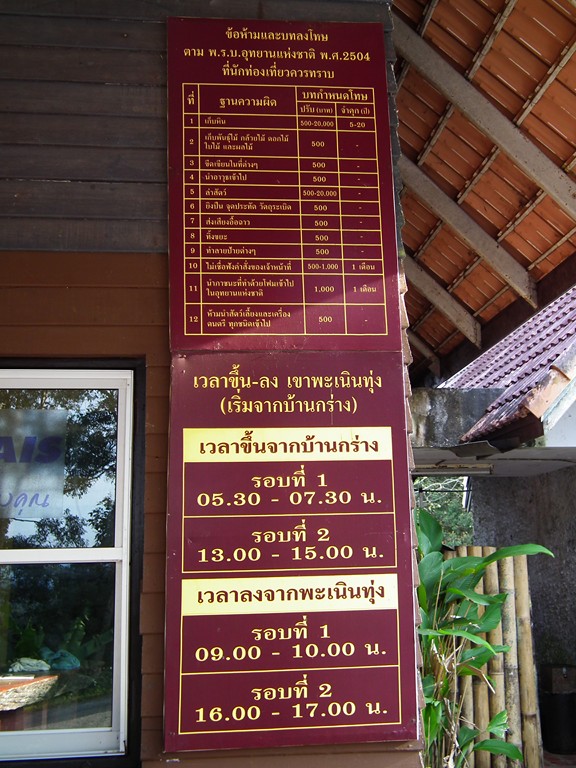 ข้อห้ามและบทลงโทษ
ตาม พ.ร.บ.อุทยานแห่งชาติ พ.ศ.2504
ที่นักท่องเที่ยวควรทราบ
ที่ ฐานความผิด บทกำหนดโทษ
ปรับ (บาท) จำคุก (ปี)
1 เก็บหิน 500-20,000 5-20
2 เก็บพันธุ์ไม้ กล้วยไม้ ดอกไม้
ใบไม้ และผลไม้ 500 -
3 ขีดเขียนในที่ต่างๆ 500 -
4 นำอาวุธเข้าไป 500 -
5 ล่าสัตว์ 500-20,000 -
6 ยิงปืน จุดประทัด วัตถุระเบิด 500 -
7 ส่งเสียงอื้อฉาว 500 -
8 ทิ้งขยะ 500 -
9 ทำลายป้ายต่างๆ 500 -
10 ไม่เชื่อฟังคำสั่งของเจ้าหน้าที่ 500-1,000 1 เดือน
11 นำภาชนะที่ทำด้วยโฟมเข้าไป
ในอุทยานแห่งชาติ 1,000 1 เดือน
12 ห้ามนำสัตว์เลี้ยงและเครื่อง
ดนตรี ทุกชนิดเข้าไป 500 -
เวลาขึ้น-ลง เขาพะเนินทุ่ง
(เริ่มจากบ้านกร่าง)
เวลาขึ้นจากบ้านกร่าง
รอบที่ 1
05.30 - 07.30 น.
รอบที่ 2
13.00 - 15.00 น.
เวลาลงจากพะเนินทุ่ง
รอบที่ 1
09.00 - 10.00 น.
รอบที่ 2
16.00 - 17.00 น.
AIS
คุณ